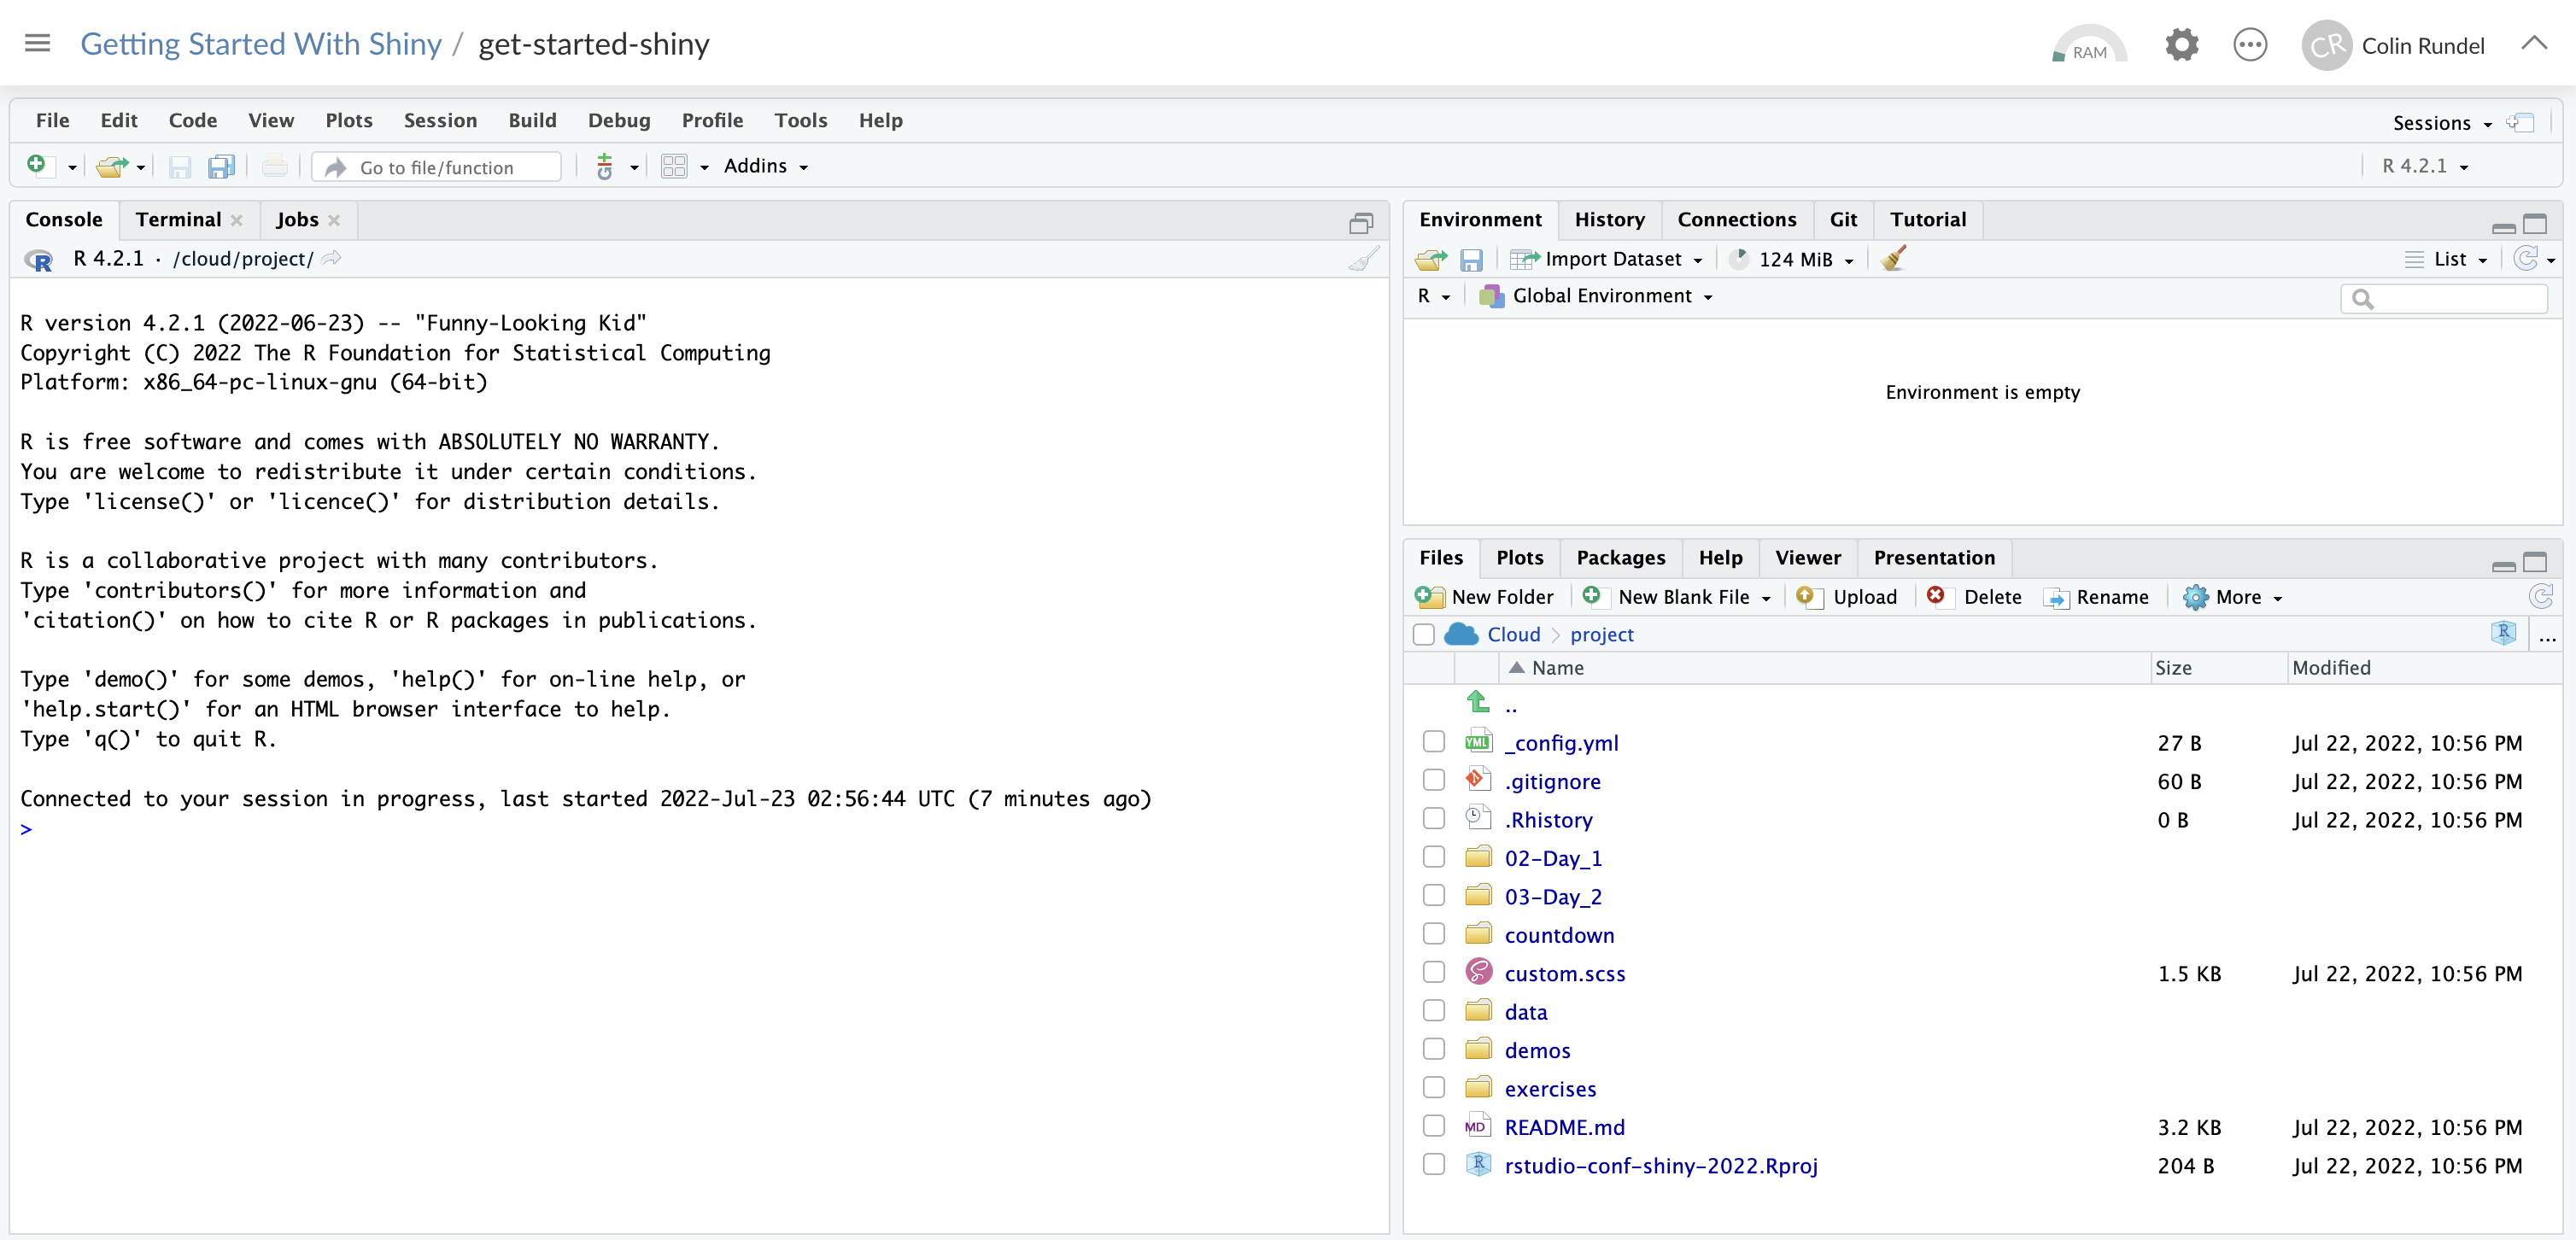 Getting Started With Shiny / get-started-shiny
RAM
CR Colin Rundel
File Edit Code View Plots Session Build Debug Profile Tools Help
Sessions
Go to file/function
Addins
R 4.2.1
Console Terminal Jobs
R 4.2.1 · /cloud/project/
R version 4.2.1 (2022-06-23) -- "Funny-Looking Kid"
Copyright (C) 2022 The R Foundation for Statistical Computing
Platform: x86_64-pc-linux-gnu (64-bit)
R is free software and comes with ABSOLUTELY NO WARRANTY.
You are welcome to redistribute it under certain conditions.
Type 'license()' or 'licence()' for distribution details.
R is a collaborative project with many contributors.
Type 'contributors()' for more information and
'citation()' on how to cite R or R packages in publications.
Type 'demo()' for some demos, 'help()' for on-line help, or
'help.start()' for an HTML browser interface to help.
Type 'q()' to quit R.
Connected to your session in progress, last started 2022-Jul-23 02:56:44 UTC (7 minutes ago)
>
Environment History Connections Git Tutorial
Import Dataset 124 MiB List
R Global Environment
Environment is empty
Files Plots Packages Help Viewer Presentation
New Folder New Blank File Upload Delete Rename More
Cloud > project R ...
Name Size Modified
..
YML _config.yml 27 B Jul 22, 2022, 10:56 PM
.gitignore 60 B Jul 22, 2022, 10:56 PM
.Rhistory 0 B Jul 22, 2022, 10:56 PM
02-Day_1
03-Day_2
countdown
custom.scss 1.5 KB Jul 22, 2022, 10:56 PM
data
demos
exercises
MD README.md 3.2 KB Jul 22, 2022, 10:56 PM
R rstudio-conf-shiny-2022.Rproj 204 B Jul 22, 2022, 10:56 PM